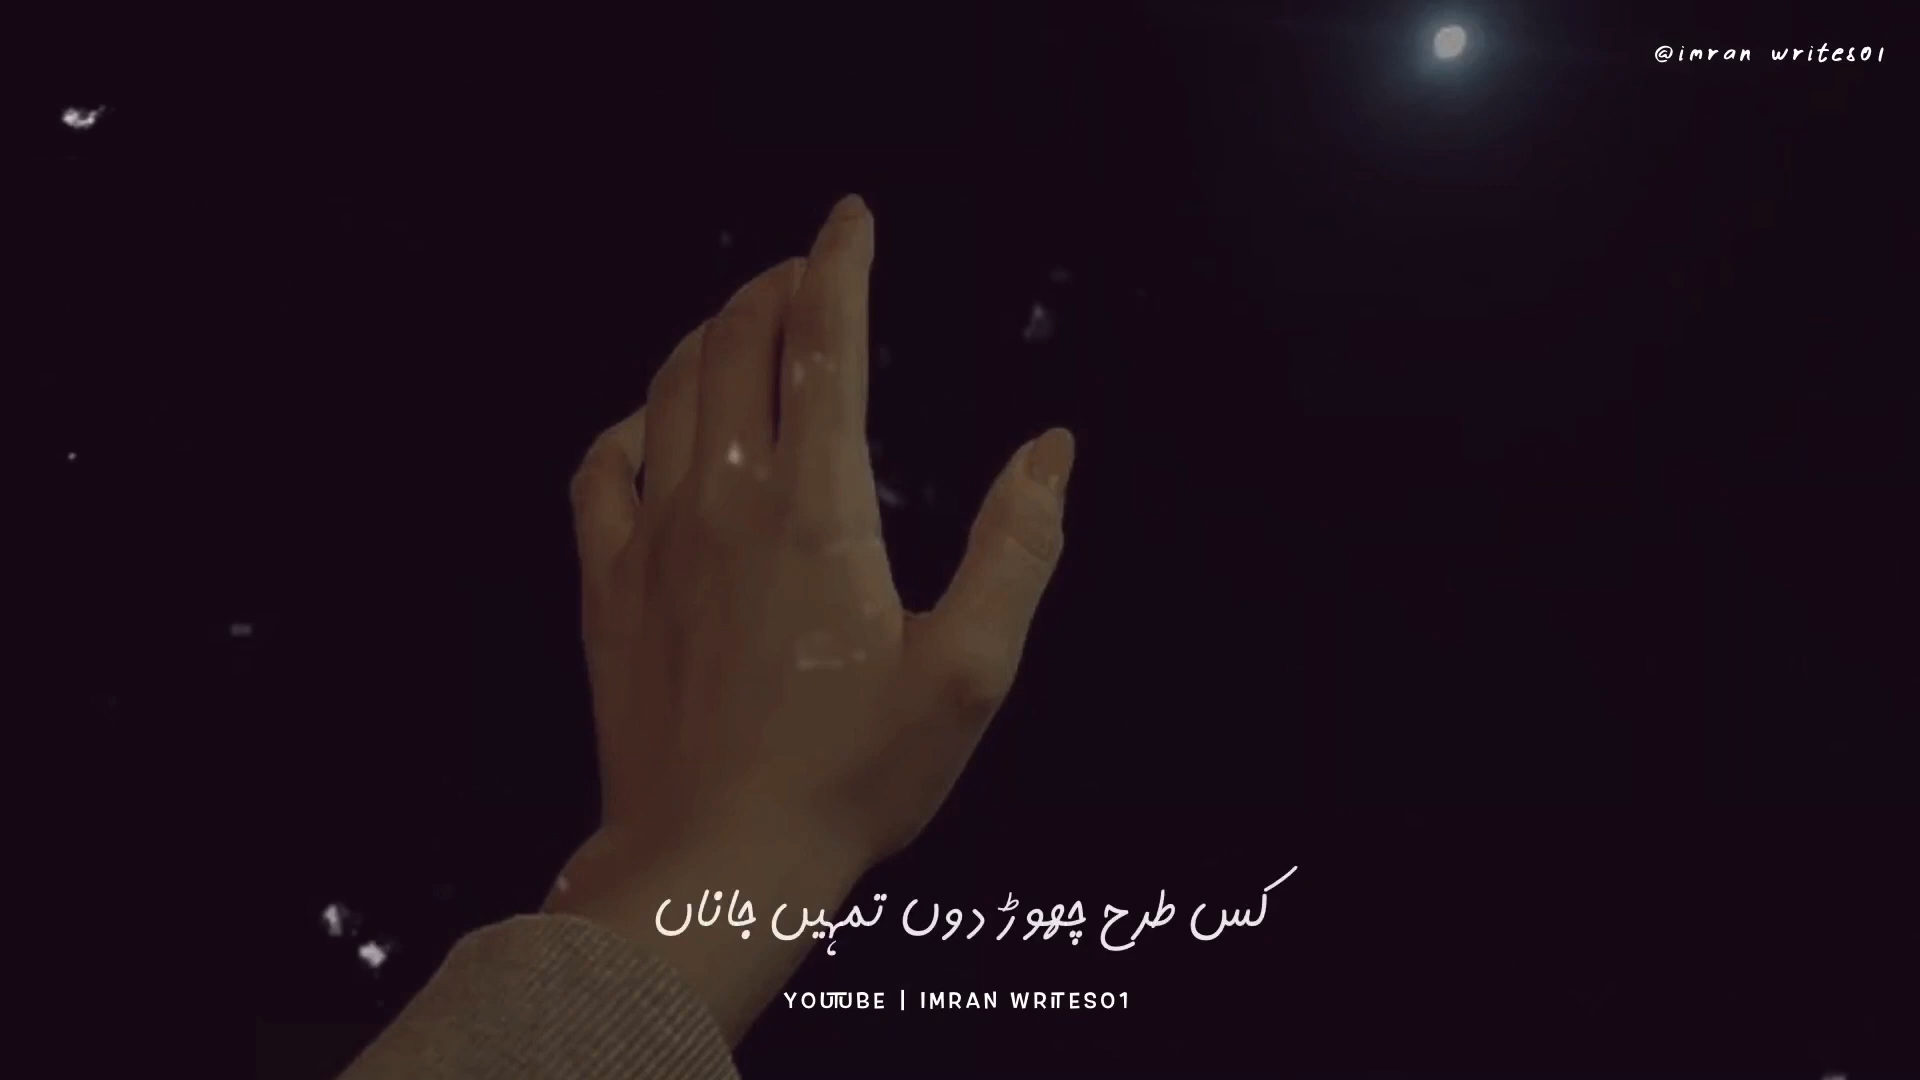 @imran writes01
کس طرح چھوڑ دوں تمہیں جاناں
YOUTUBE | IMRAN WRITES01